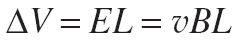 ΔV = EL = vBL